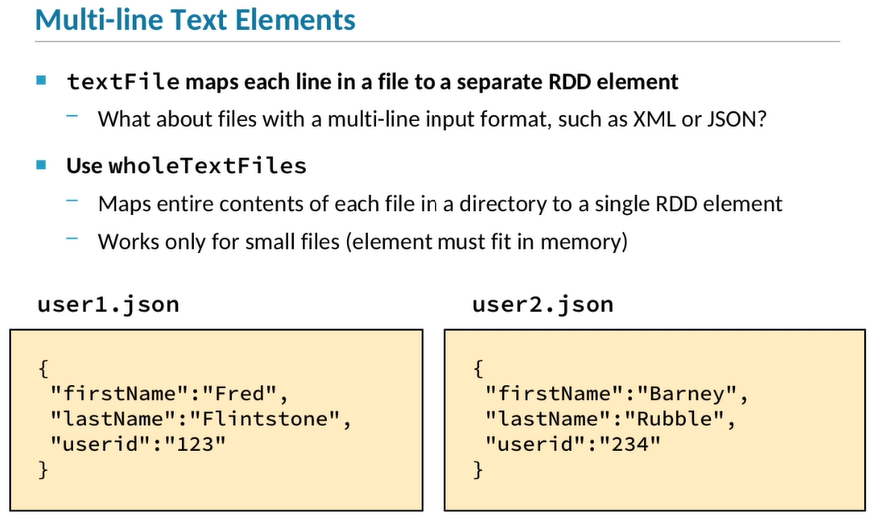 Multi-line Text Elements
textFile maps each line in a file to a separate RDD element
– What about files with a multi-line input format, such as XML or JSON?
Use wholeTextFiles
– Maps entire contents of each file in a directory to a single RDD element
– Works only for small files (element must fit in memory)
user1.json
{
"firstName":"Fred",
"lastName":"Flintstone",
"userid":"123"
}
user2.json
{
"firstName":"Barney",
"lastName":"Rubble",
"userid":"234"
}